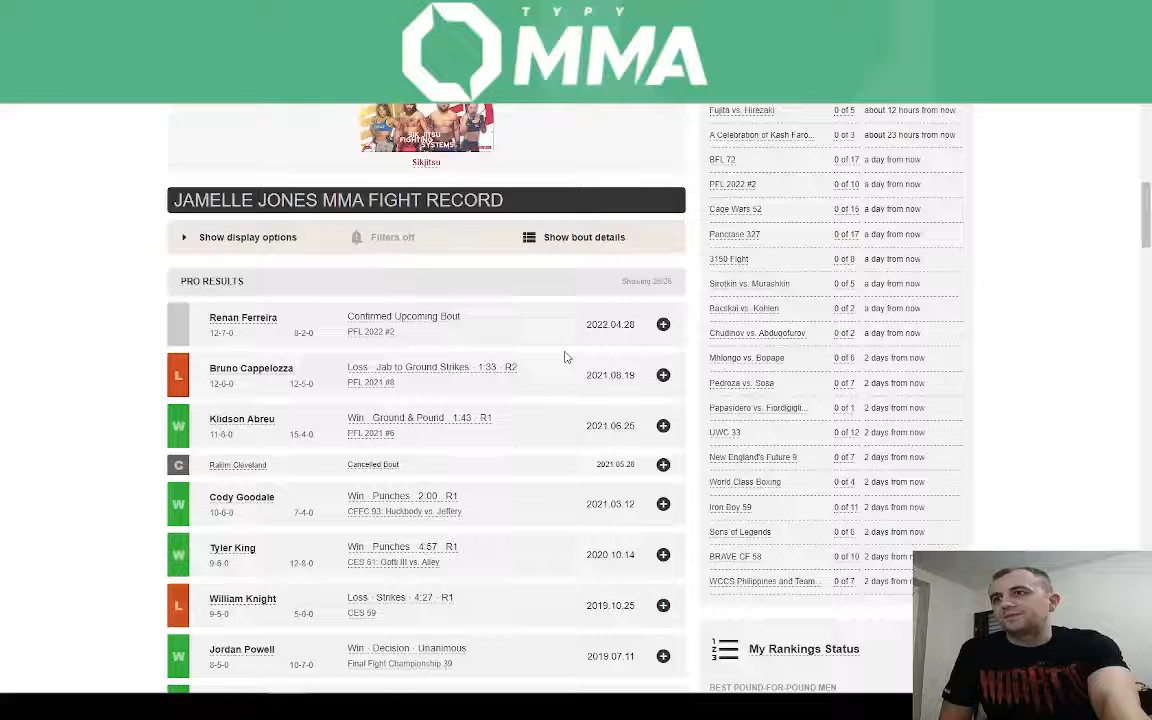 TYPY
MMA
SIK JITSU
FIGHTING
SYSTEMS
Sikjitsu
JAMELLE JONES MMA FIGHT RECORD
Show display options
Filters off
Show bout details
PRO RESULTS
Showing 26/26
Renan Ferreira
Confirmed Upcoming Bout
12-7-0
8-2-0
PFL 2022 #2
2022.04.28
L
Bruno Cappelozza
Loss · Jab to Ground Strikes · 1:33 · R2
12-6-0
12-5-0
PFL 2021 #8
2021.08.19
W
Klidson Abreu
Win · Ground & Pound · 1:43 · R1
11-6-0
15-4-0
PFL 2021 #6
2021.06.25
C
Rakim Cleveland
Cancelled Bout
2021.05.28
W
Cody Goodale
Win · Punches · 2:00 · R1
10-6-0
7-4-0
CFFC 93: Huckbody vs. Jeffery
2021.03.12
W
Tyler King
Win · Punches · 4:57 · R1
9-6-0
12-8-0
CES 61: Gotti III vs. Alley
2020.10.14
L
William Knight
Loss · Strikes · 4:27 · R1
9-5-0
5-0-0
CES 59
2019.10.25
W
Jordan Powell
Win · Decision · Unanimous
8-5-0
10-7-0
Final Fight Championship 39
2019.07.11
Fujita vs. Hirezaki 0 of 5 about 12 hours from now
A Celebration of Kash Faro... 0 of 3 about 23 hours from now
BFL 72 0 of 17 a day from now
PFL 2022 #2 0 of 10 a day from now
Cage Wars 52 0 of 15 a day from now
Pancrase 327 0 of 17 a day from now
3150 Fight 0 of 8 a day from now
Sirotkin vs. Murashkin 0 of 5 a day from now
Bacskai vs. Kohlen 0 of 2 a day from now
Chudinov vs. Abdugofurov 0 of 2 a day from now
Mhlongo vs. Bopape 0 of 6 2 days from now
Pedroza vs. Sosa 0 of 7 2 days from now
Papasidero vs. Fiordigigli... 0 of 1 2 days from now
UWC 33 0 of 12 2 days from now
New England's Future 9 0 of 7 2 days from now
World Class Boxing 0 of 4 2 days from now
Iron Boy 59 0 of 11 2 days from now
Sons of Legends 0 of 6 2 days from now
BRAVE CF 58 0 of 10 2 days from n
WCCS Philippines and Team... 0 of 7 2 days
1
2
3
My Rankings Status
BEST POUND-FOR-POUND MEN